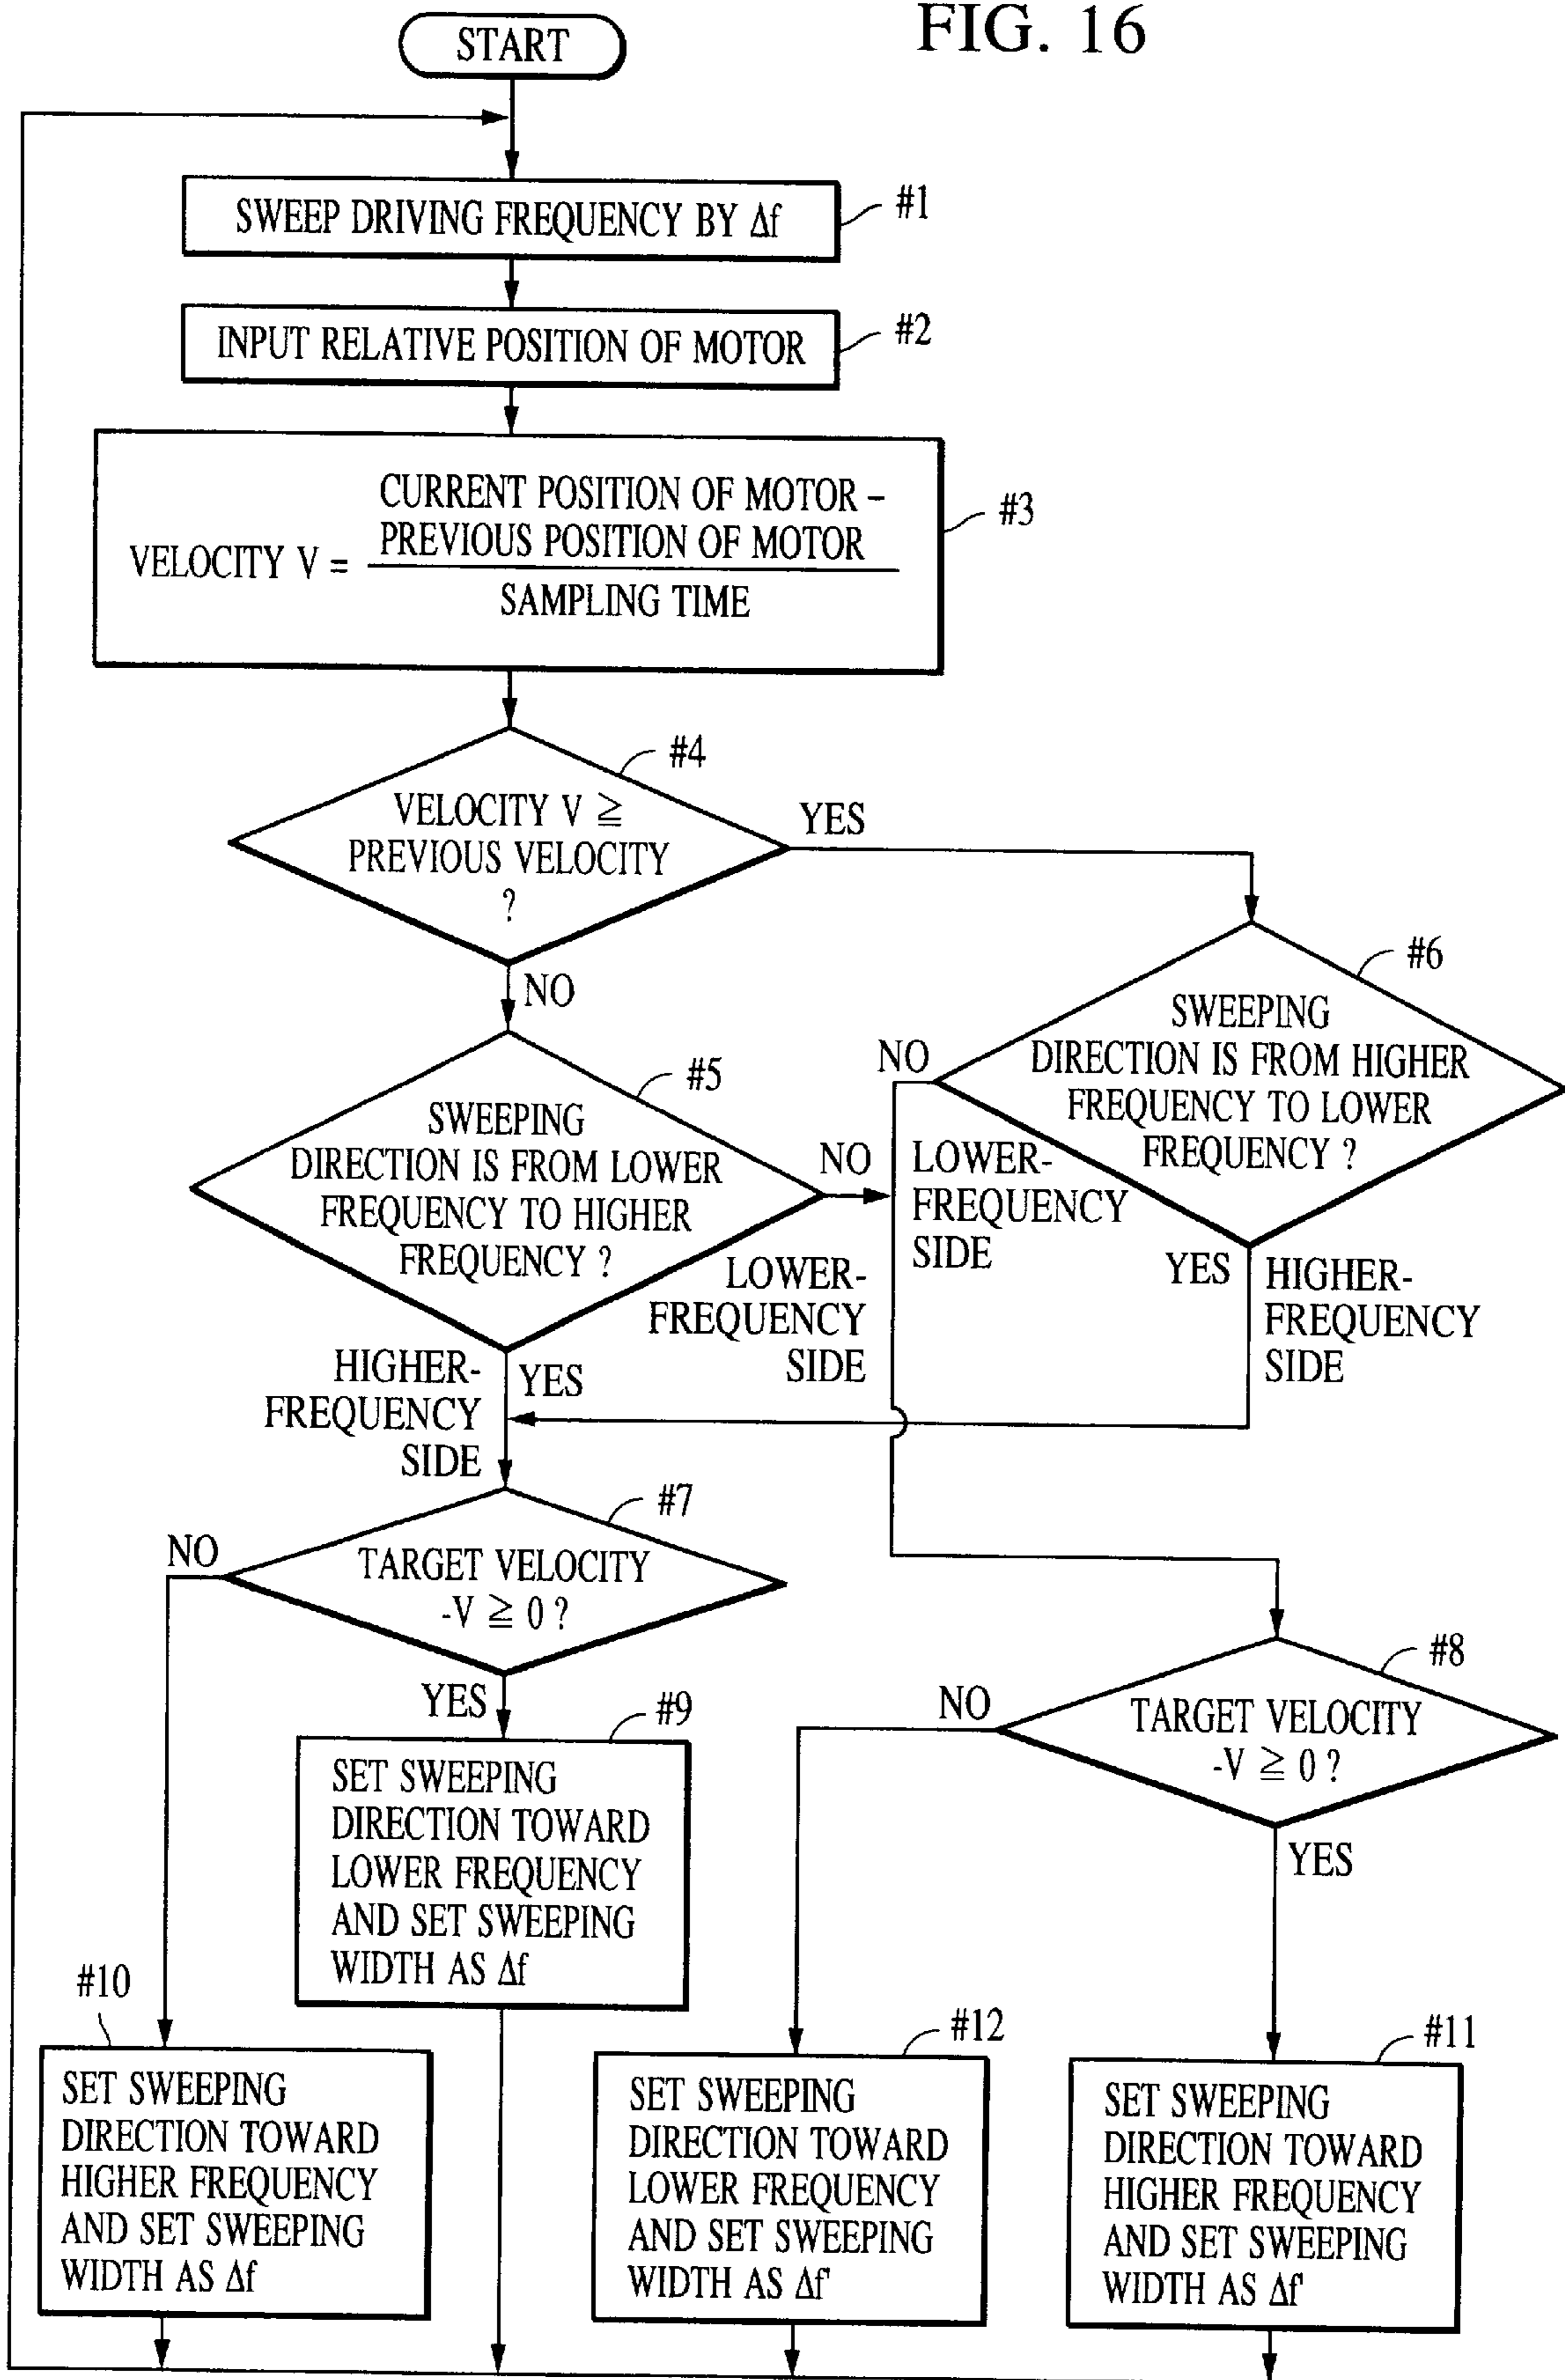 FIG. 16
START
SWEEP DRIVING FREQUENCY BY Δf
#1
INPUT RELATIVE POSITION OF MOTOR
#2
VELOCITY V =
CURRENT POSITION OF MOTOR –
PREVIOUS POSITION OF MOTOR
SAMPLING TIME
#3
#4
VELOCITY V ≧
PREVIOUS VELOCITY
?
YES
NO
#6
SWEEPING
DIRECTION IS FROM HIGHER
FREQUENCY TO LOWER
FREQUENCY ?
NO
LOWER-
FREQUENCY
SIDE
YES
HIGHER-
FREQUENCY
SIDE
#5
SWEEPING
DIRECTION IS FROM LOWER
FREQUENCY TO HIGHER
FREQUENCY ?
NO
LOWER-
FREQUENCY
SIDE
HIGHER-
FREQUENCY
SIDE
YES
#7
TARGET VELOCITY
-V ≧ 0 ?
NO
YES
#8
TARGET VELOCITY
-V ≧ 0 ?
NO
YES
#9
SET SWEEPING
DIRECTION TOWARD
LOWER FREQUENCY
AND SET SWEEPING
WIDTH AS Δf
#10
SET SWEEPING
DIRECTION TOWARD
HIGHER FREQUENCY
AND SET SWEEPING
WIDTH AS Δf
#12
SET SWEEPING
DIRECTION TOWARD
LOWER FREQUENCY
AND SET SWEEPING
WIDTH AS Δf'
#11
SET SWEEPING
DIRECTION TOWARD
HIGHER FREQUENCY
AND SET SWEEPING
WIDTH AS Δf'